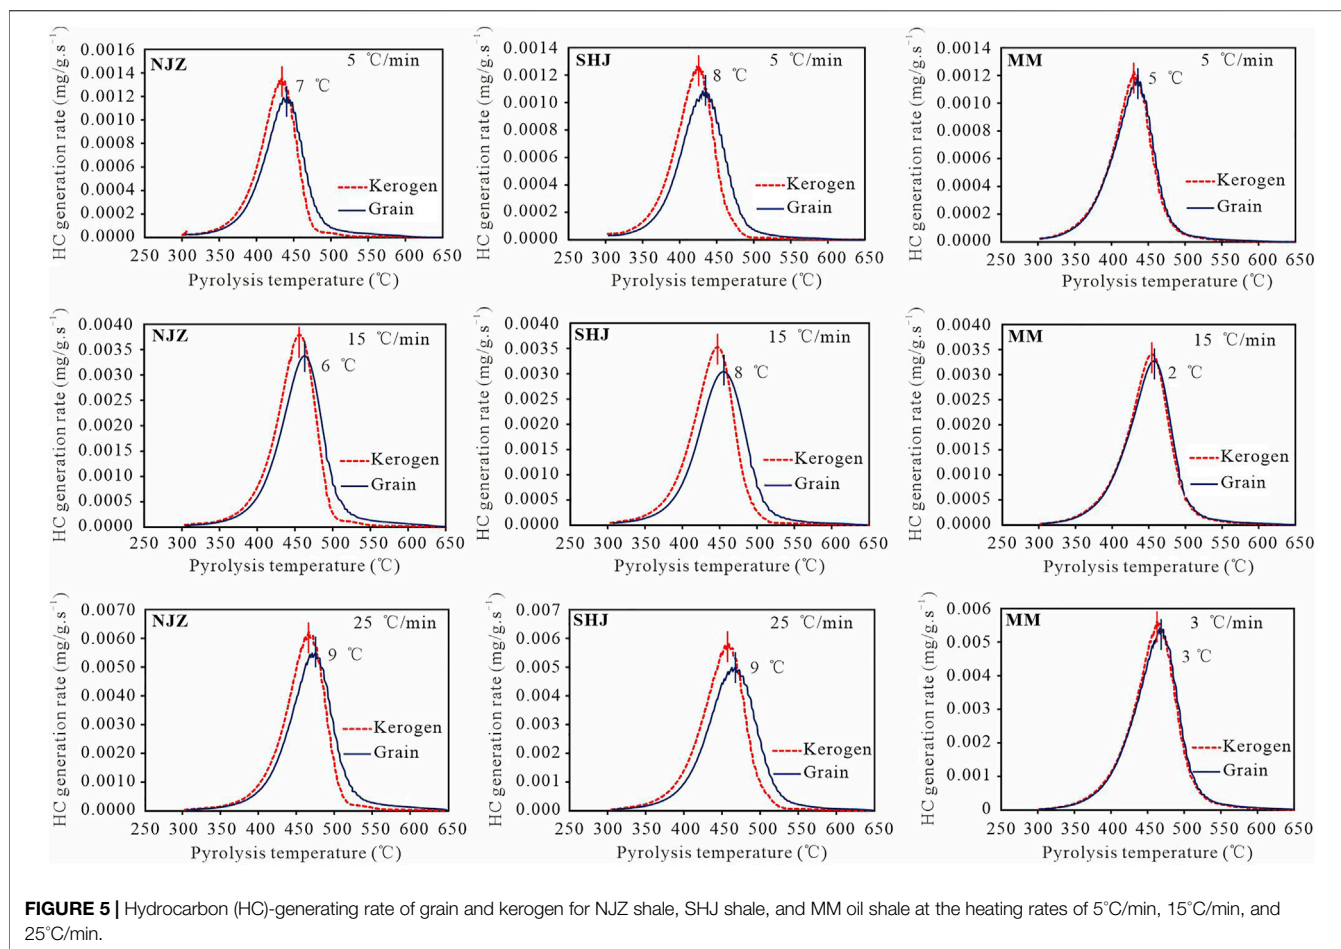 NJZ
5 ℃/min
7 ℃
HC generation rate (mg/g.s⁻¹)
0.0016
0.0014
0.0012
0.0010
0.0008
0.0006
0.0004
0.0002
0.0000
Kerogen
Grain
250 300 350 400 450 500 550 600 650
Pyrolysis temperature (℃)
SHJ
5 ℃/min
8 ℃
HC generation rate (mg/g.s⁻¹)
0.0014
0.0012
0.0010
0.0008
0.0006
0.0004
0.0002
0.0000
Kerogen
Grain
250 300 350 400 450 500 550 600 650
Pyrolysis temperature (℃)
MM
5 ℃/min
5 ℃
HC generation rate (mg/g.s⁻¹)
0.0014
0.0012
0.0010
0.0008
0.0006
0.0004
0.0002
0.0000
Kerogen
Grain
250 300 350 400 450 500 550 600 650
Pyrolysis temperature (℃)
NJZ
15 ℃/min
6 ℃
HC generation rate (mg/g.s⁻¹)
0.0040
0.0035
0.0030
0.0025
0.0020
0.0015
0.0010
0.0005
0.0000
Kerogen
Grain
250 300 350 400 450 500 550 600 650
Pyrolysis temperature (℃)
SHJ
15 ℃/min
8 ℃
HC generation rate (mg/g.s⁻¹)
0.0040
0.0035
0.0030
0.0025
0.0020
0.0015
0.0010
0.0005
0.0000
Kerogen
Grain
250 300 350 400 450 500 550 600 650
Pyrolysis temperature (℃)
MM
15 ℃/min
2 ℃
HC generation rate (mg/g.s⁻¹)
0.0040
0.0035
0.0030
0.0025
0.0020
0.0015
0.0010
0.0005
0.0000
Kerogen
Grain
250 300 350 400 450 500 550 600 650
Pyrolysis temperature (℃)
NJZ
25 ℃/min
9 ℃
HC generation rate (mg/g.s⁻¹)
0.0070
0.0060
0.0050
0.0040
0.0030
0.0020
0.0010
0.0000
Kerogen
Grain
250 300 350 400 450 500 550 600 650
Pyrolysis temperature (℃)
SHJ
25 ℃/min
9 ℃
HC generation rate (mg/g.s⁻¹)
0.007
0.006
0.005
0.004
0.003
0.002
0.001
0.000
Kerogen
Grain
250 300 350 400 450 500 550 600 650
Pyrolysis temperature (℃)
MM
3 ℃/min
3 ℃
HC generation rate (mg/g.s⁻¹)
0.006
0.005
0.004
0.003
0.002
0.001
0
Kerogen
Grain
250 300 350 400 450 500 550 600 650
Pyrolysis temperature (℃)
FIGURE 5 | Hydrocarbon (HC)-generating rate of grain and kerogen for NJZ shale, SHJ shale, and MM oil shale at the heating rates of 5°C/min, 15°C/min, and
25°C/min.